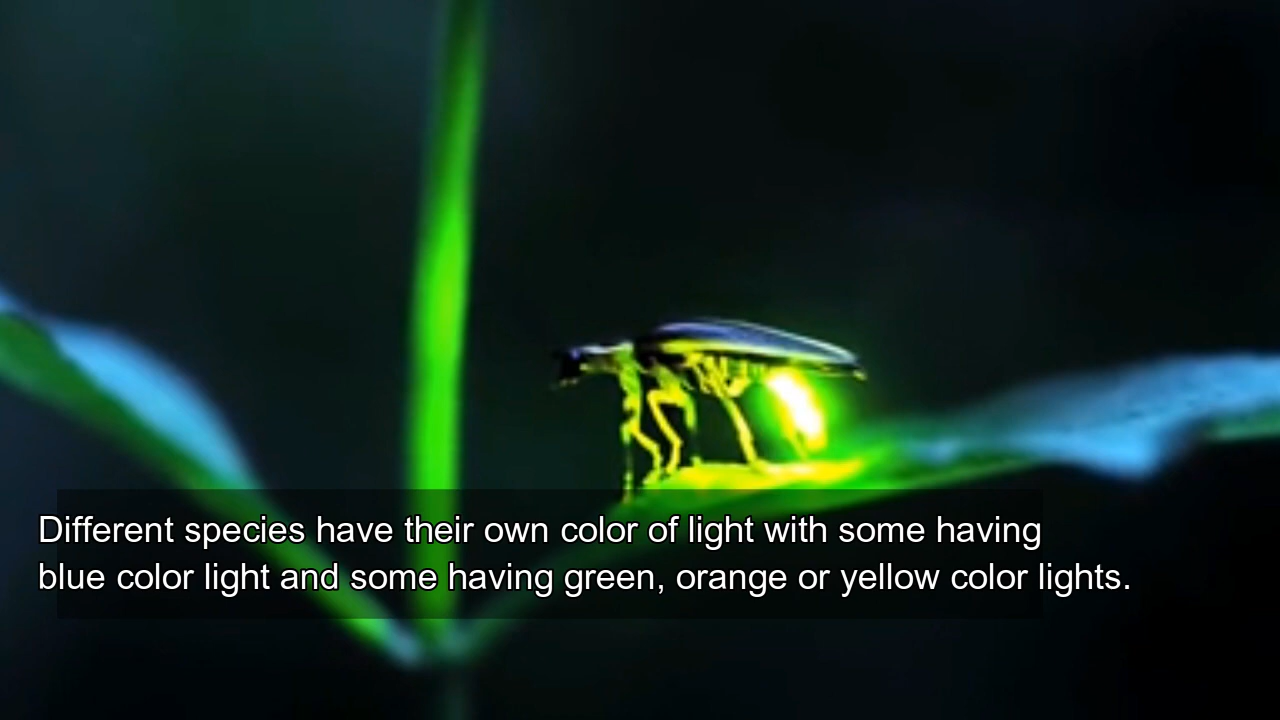 Different species have their own color of light with some having
blue color light and some having green, orange or yellow color lights.